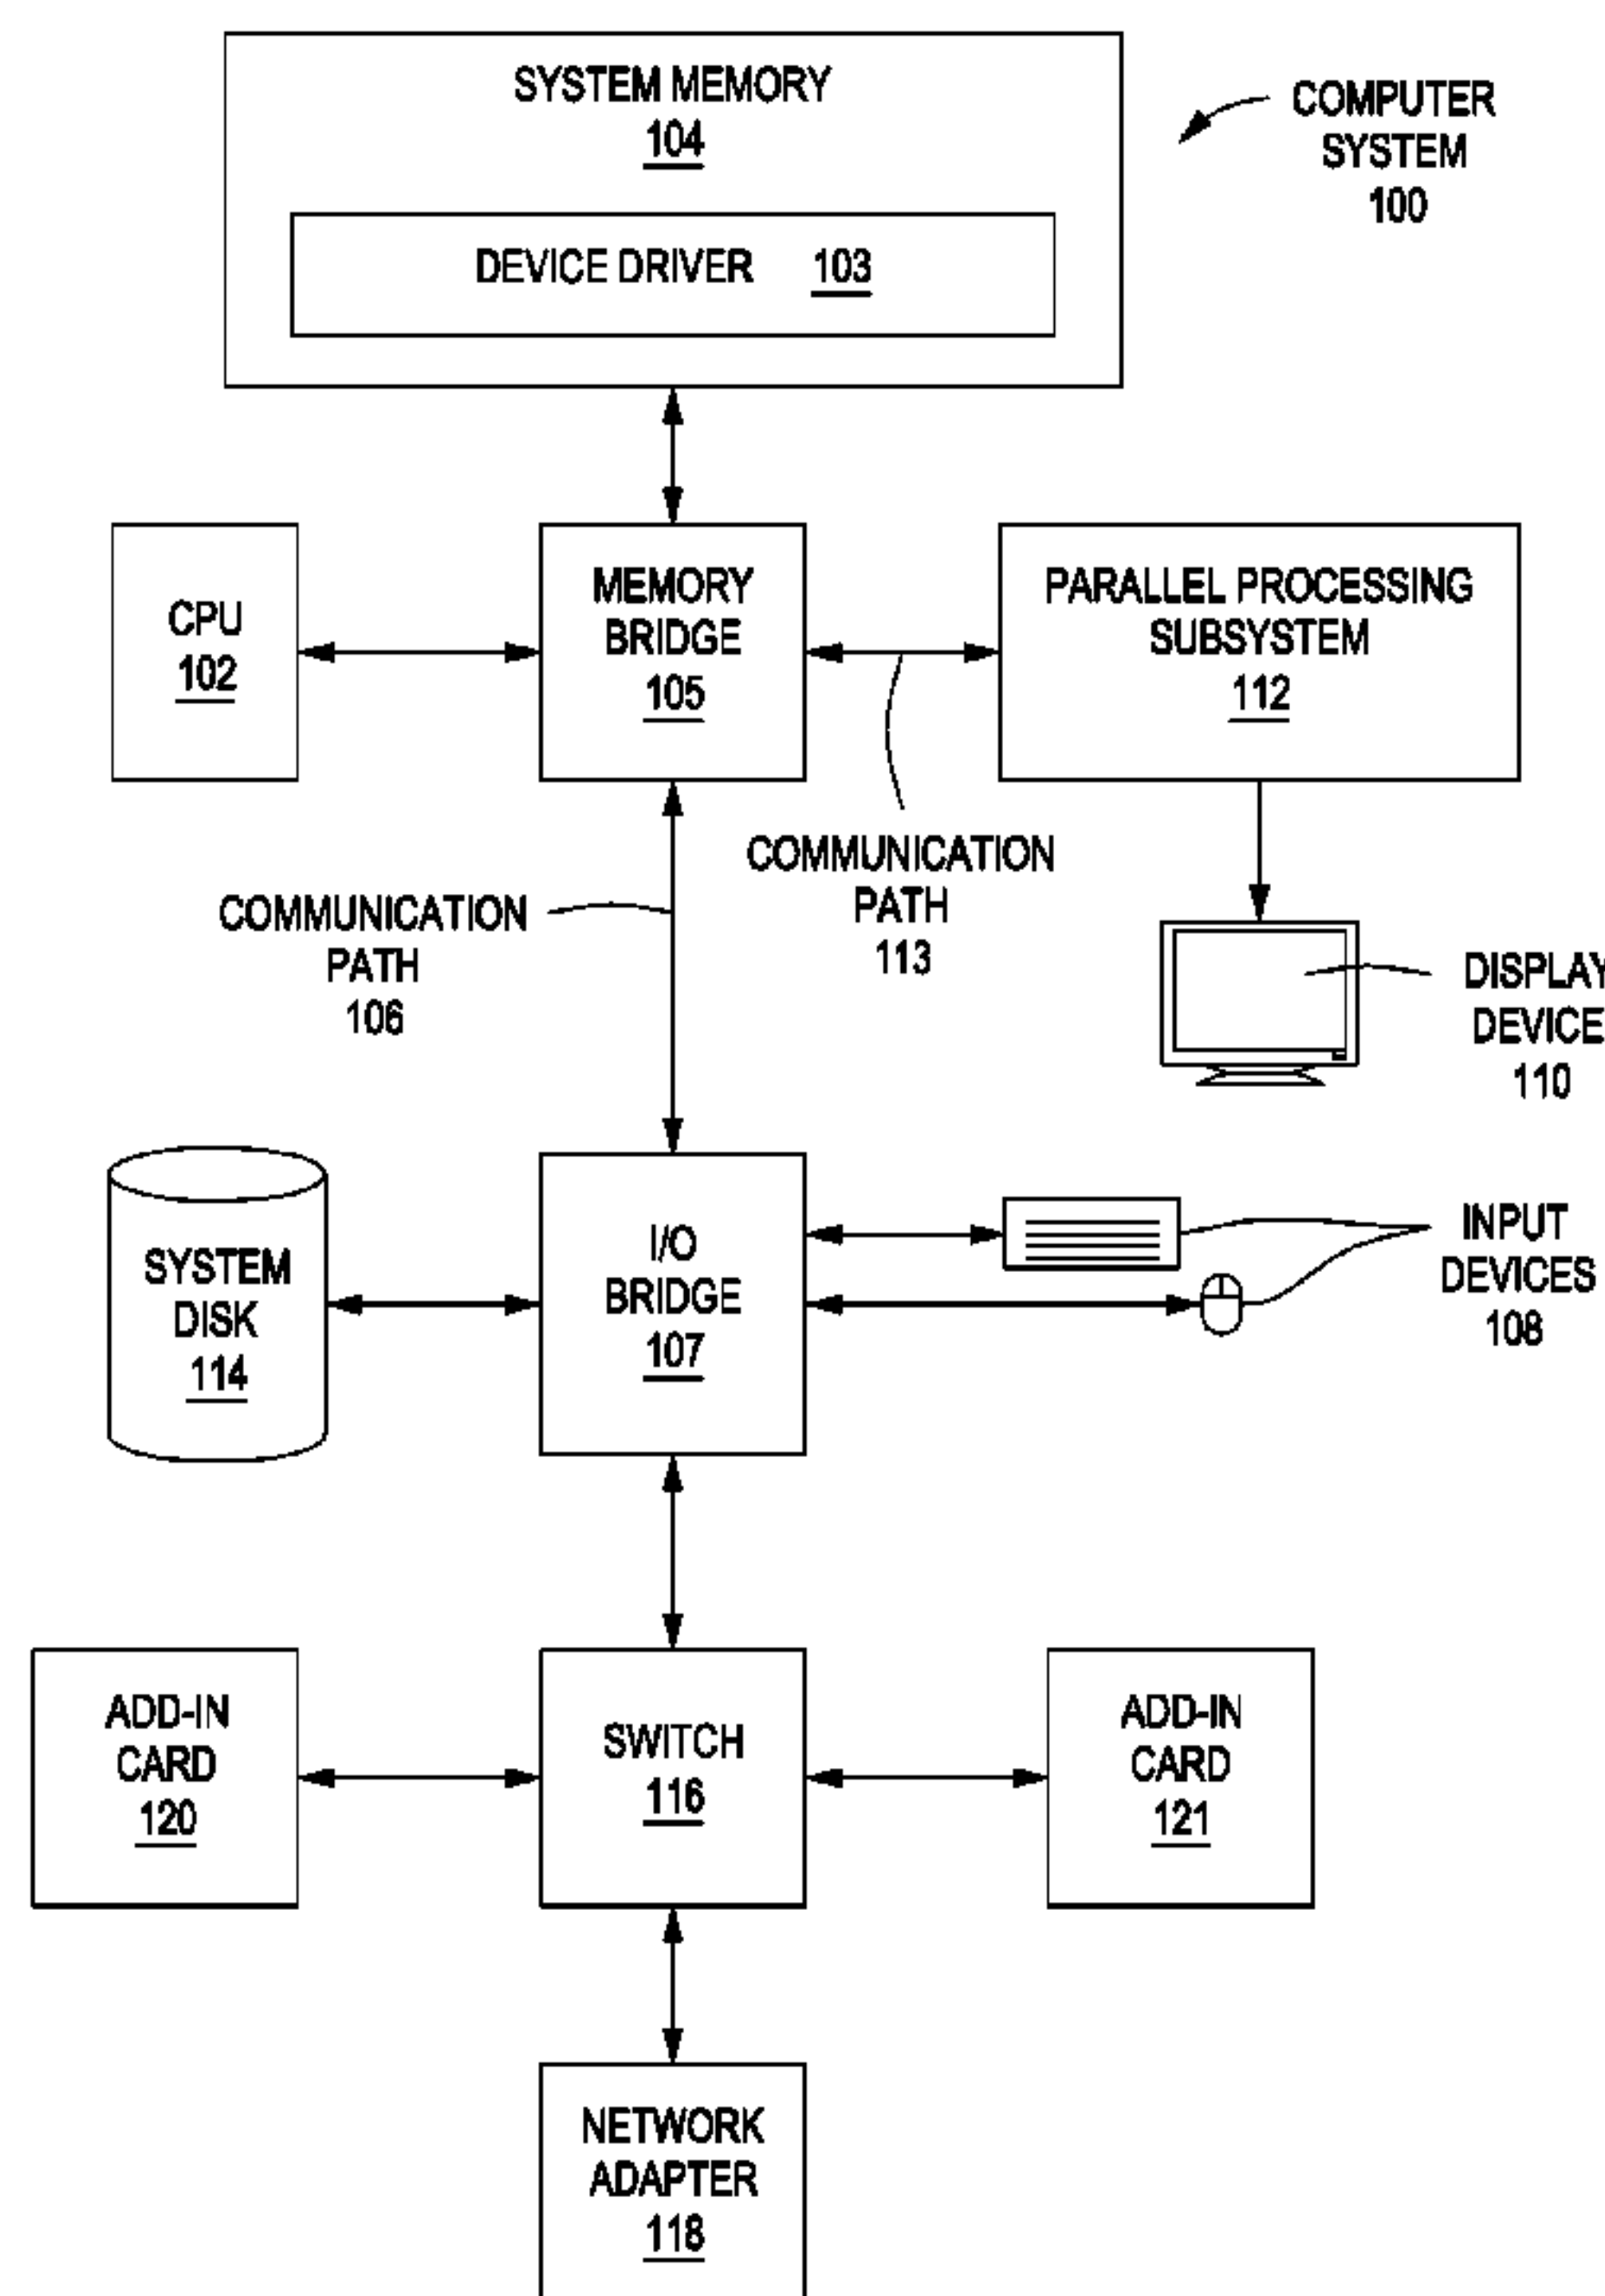 SYSTEM MEMORY
104
COMPUTER
SYSTEM
100
DEVICE DRIVER 103
CPU
102
MEMORY
BRIDGE
105
PARALLEL PROCESSING
SUBSYSTEM
112
COMMUNICATION
PATH
113
COMMUNICATION
PATH
106
DISPLAY
DEVICE
110
SYSTEM
DISK
114
I/O
BRIDGE
107
INPUT
DEVICES
108
ADD-IN
CARD
120
SWITCH
116
ADD-IN
CARD
121
NETWORK
ADAPTER
118